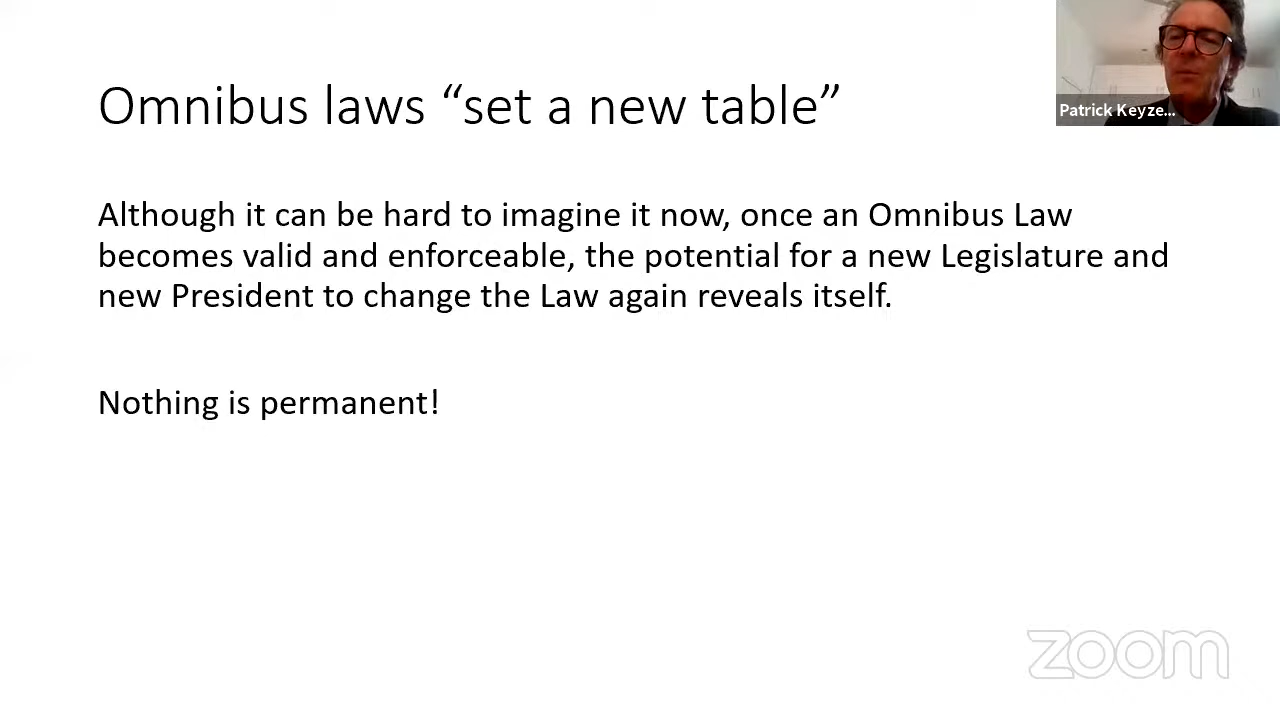 Omnibus laws “set a new table”
Patrick Keyze...
Although it can be hard to imagine it now, once an Omnibus Law
becomes valid and enforceable, the potential for a new Legislature and
new President to change the Law again reveals itself.
Nothing is permanent!
zoom